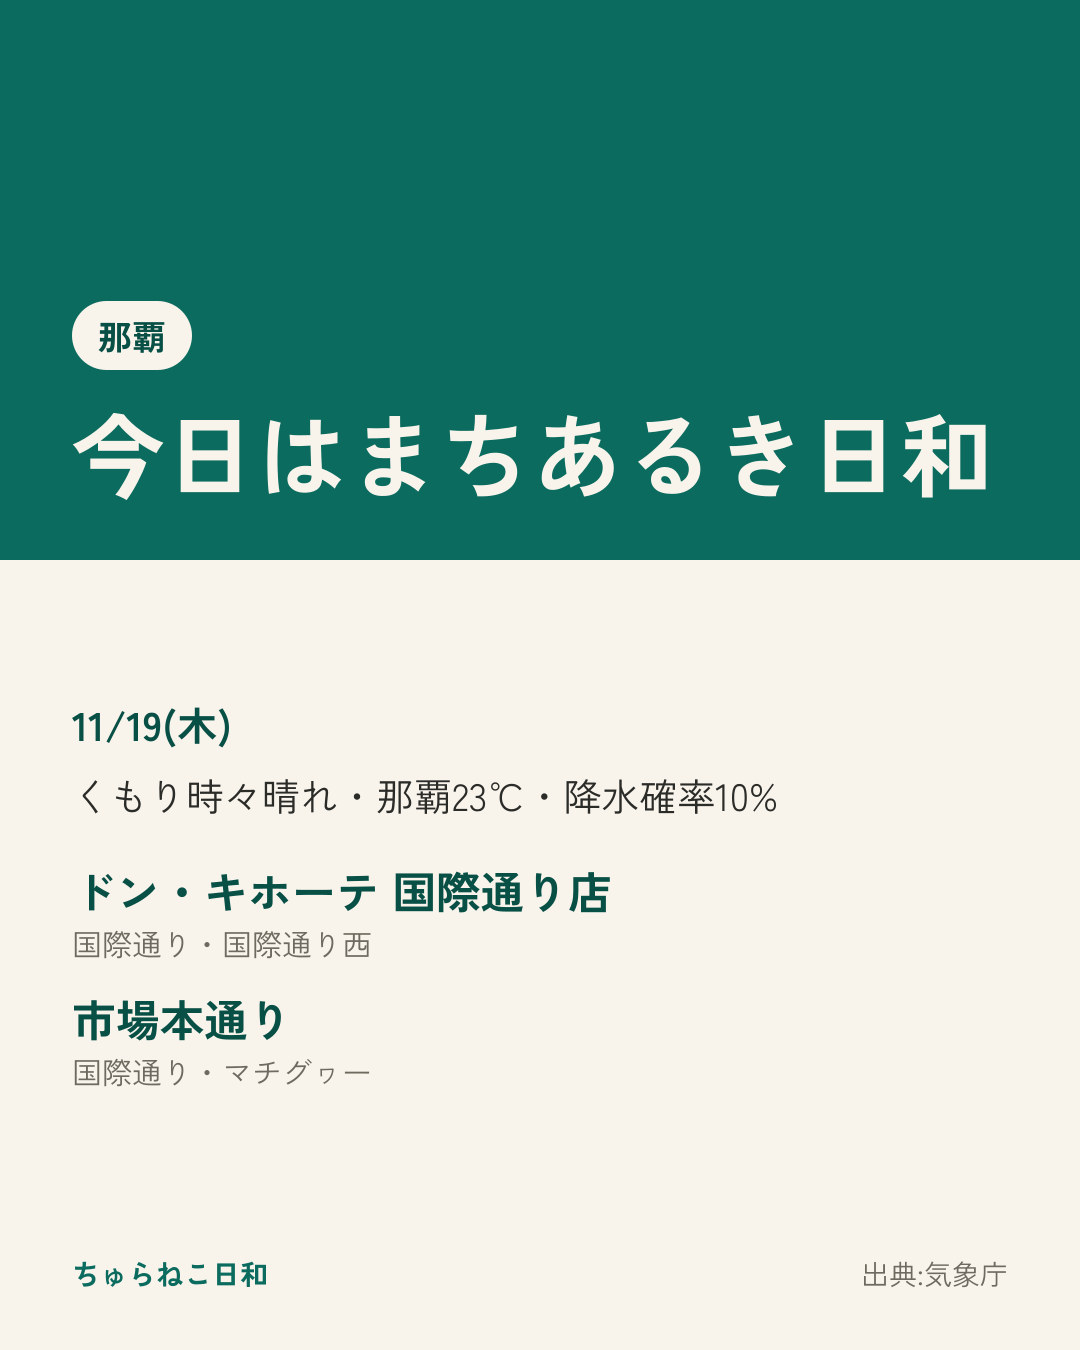 那覇
今日はまちあるき日和
11/19(木)
くもり時々晴れ・那覇23℃・降水確率10%
ドン・キホーテ 国際通り店
国際通り・国際通り西
市場本通り
国際通り・マチグヮー
ちゅらねこ日和
出典:気象庁